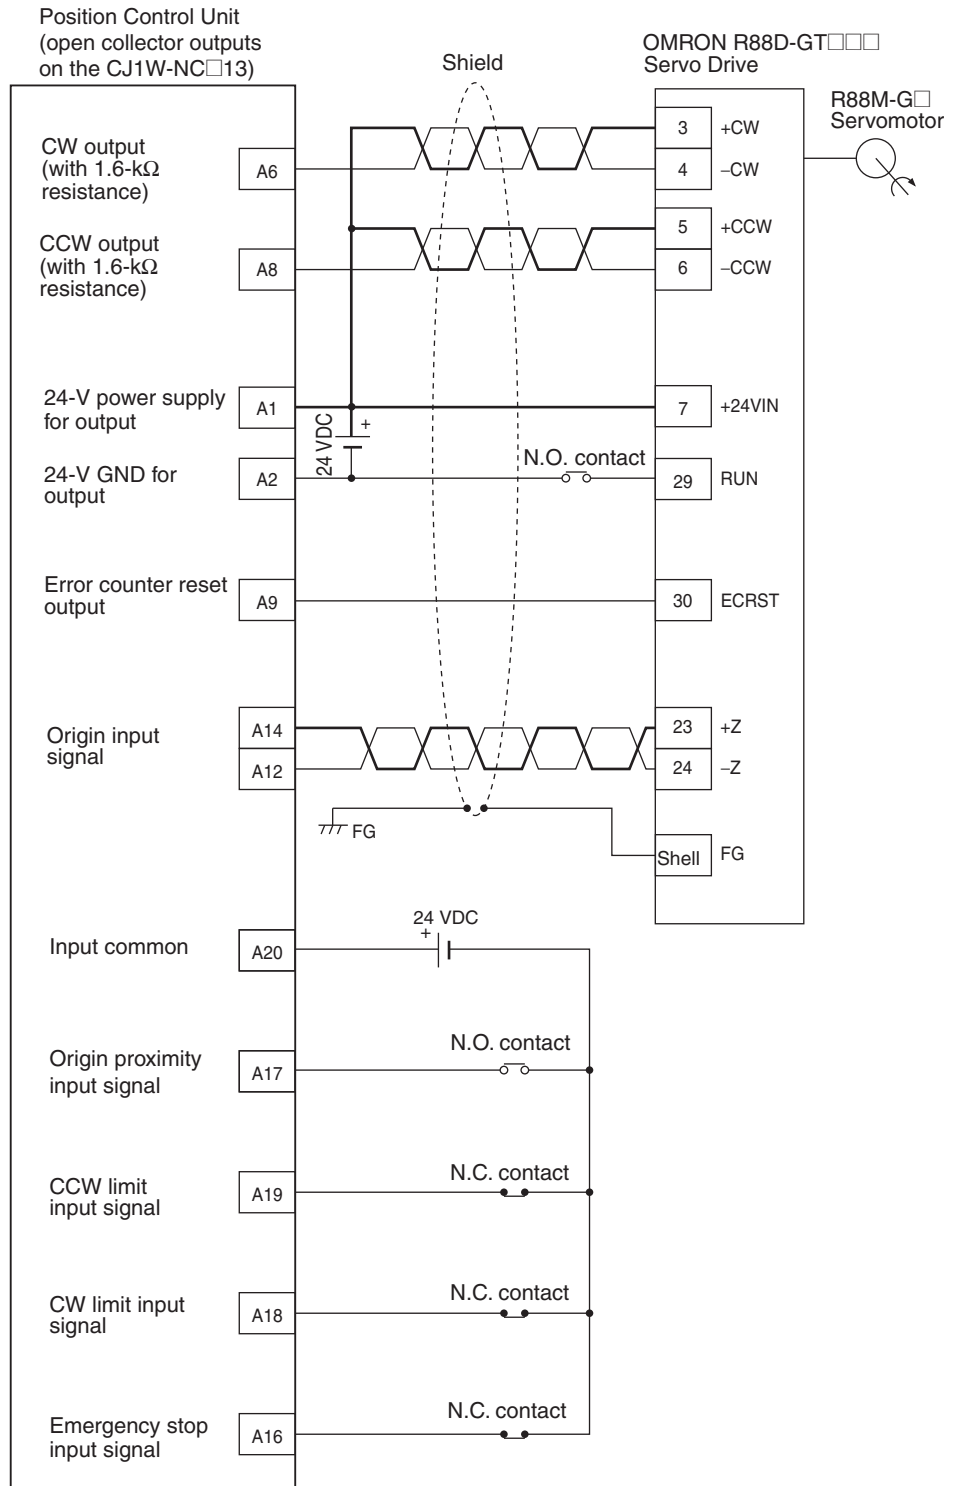 Position Control Unit
(open collector outputs
on the CJ1W-NC□13)
Shield
OMRON R88D-GT□□□
Servo Drive
R88M-G□
Servomotor
CW output
(with 1.6-kΩ
resistance)
A6
3
+CW
4
−CW
CCW output
(with 1.6-kΩ
resistance)
A8
5
+CCW
6
−CCW
24-V power supply
for output
A1
7
+24VIN
24 VDC
+
24-V GND for
output
A2
N.O. contact
29
RUN
Error counter reset
output
A9
30
ECRST
Origin input
signal
A14
A12
23
+Z
24
−Z
FG
Shell
FG
Input common
A20
24 VDC
+
Origin proximity
input signal
A17
N.O. contact
CCW limit
input signal
A19
N.C. contact
CW limit input
signal
A18
N.C. contact
Emergency stop
input signal
A16
N.C. contact